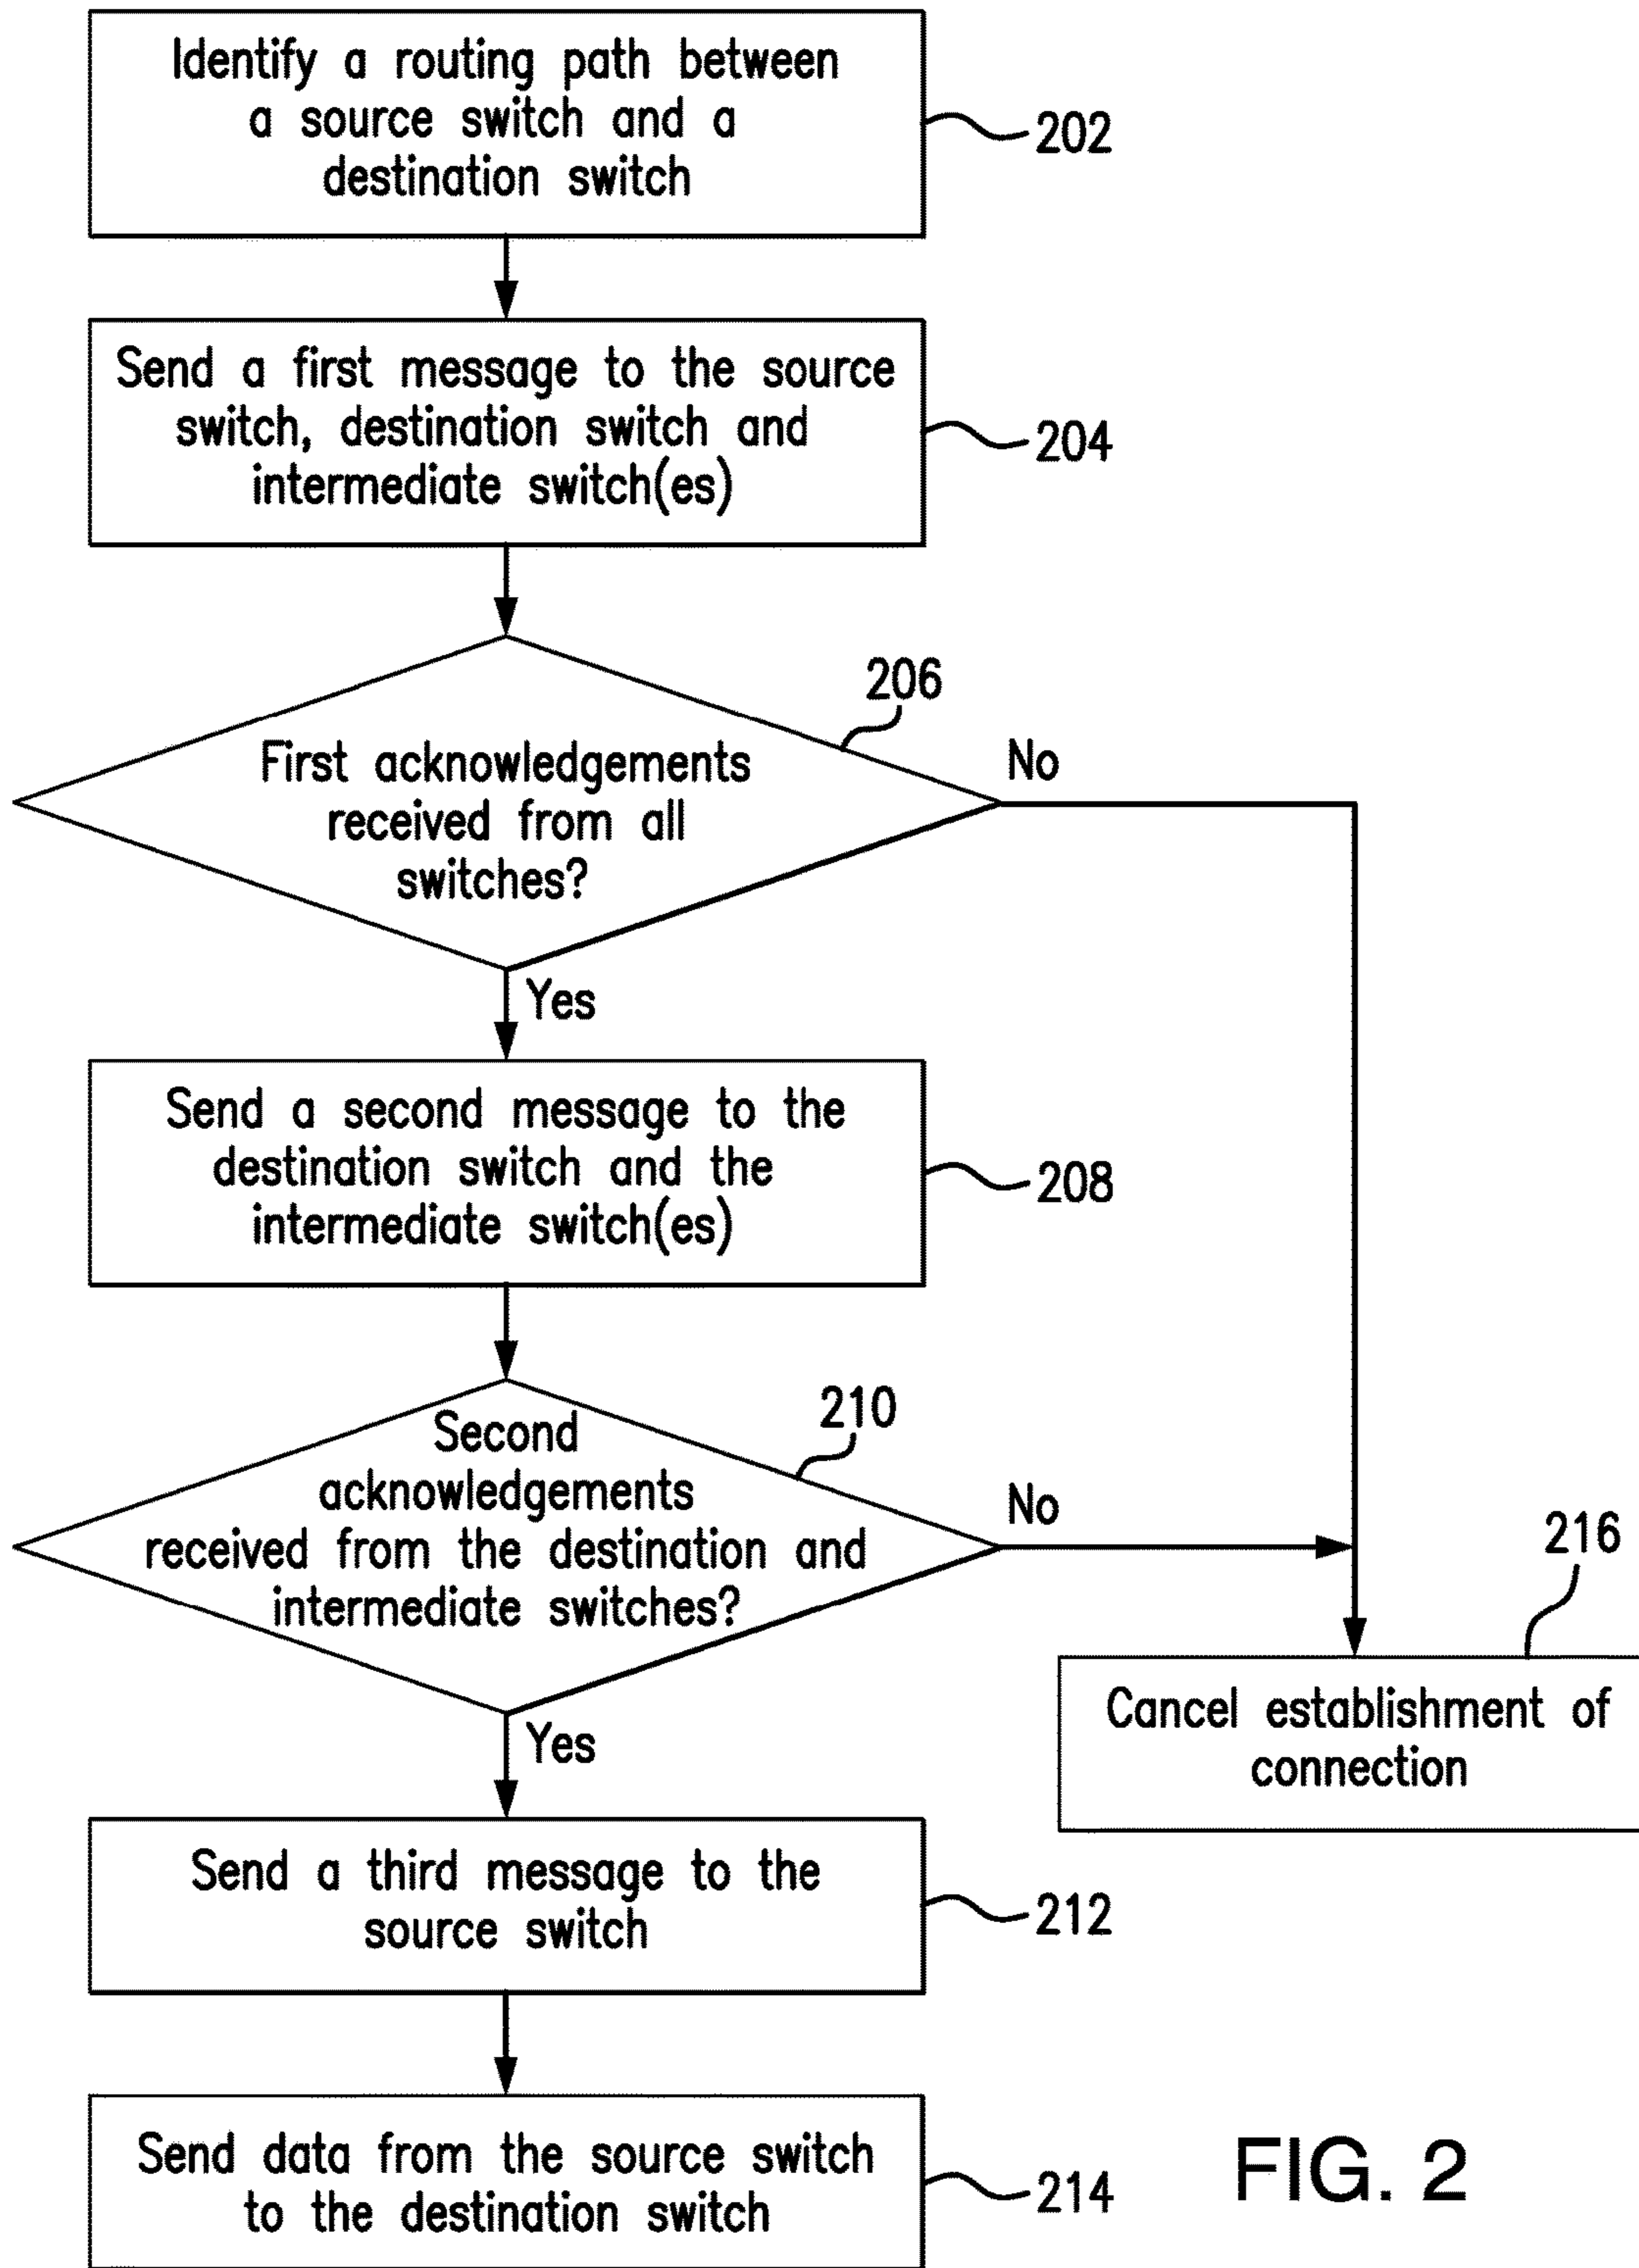 Identify a routing path between
a source switch and a
destination switch
202
Send a first message to the source
switch, destination switch and
intermediate switch(es)
204
206
First acknowledgements
received from all
switches?
No
Yes
Send a second message to the
destination switch and the
intermediate switch(es)
208
210
Second
acknowledgements
received from the destination and
intermediate switches?
No
216
Cancel establishment of
connection
Yes
Send a third message to the
source switch
212
Send data from the source switch
to the destination switch
214
FIG. 2